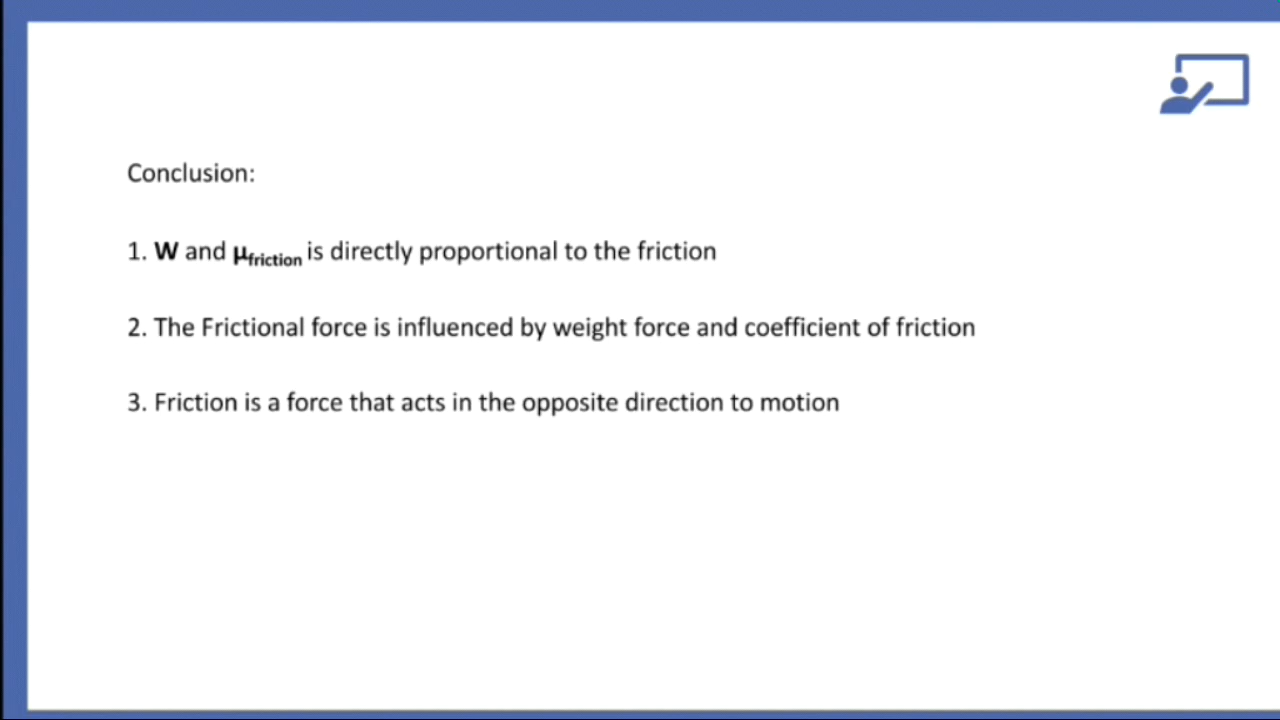 Conclusion:
1. W and μfriction is directly proportional to the friction
2. The Frictional force is influenced by weight force and coefficient of friction
3. Friction is a force that acts in the opposite direction to motion